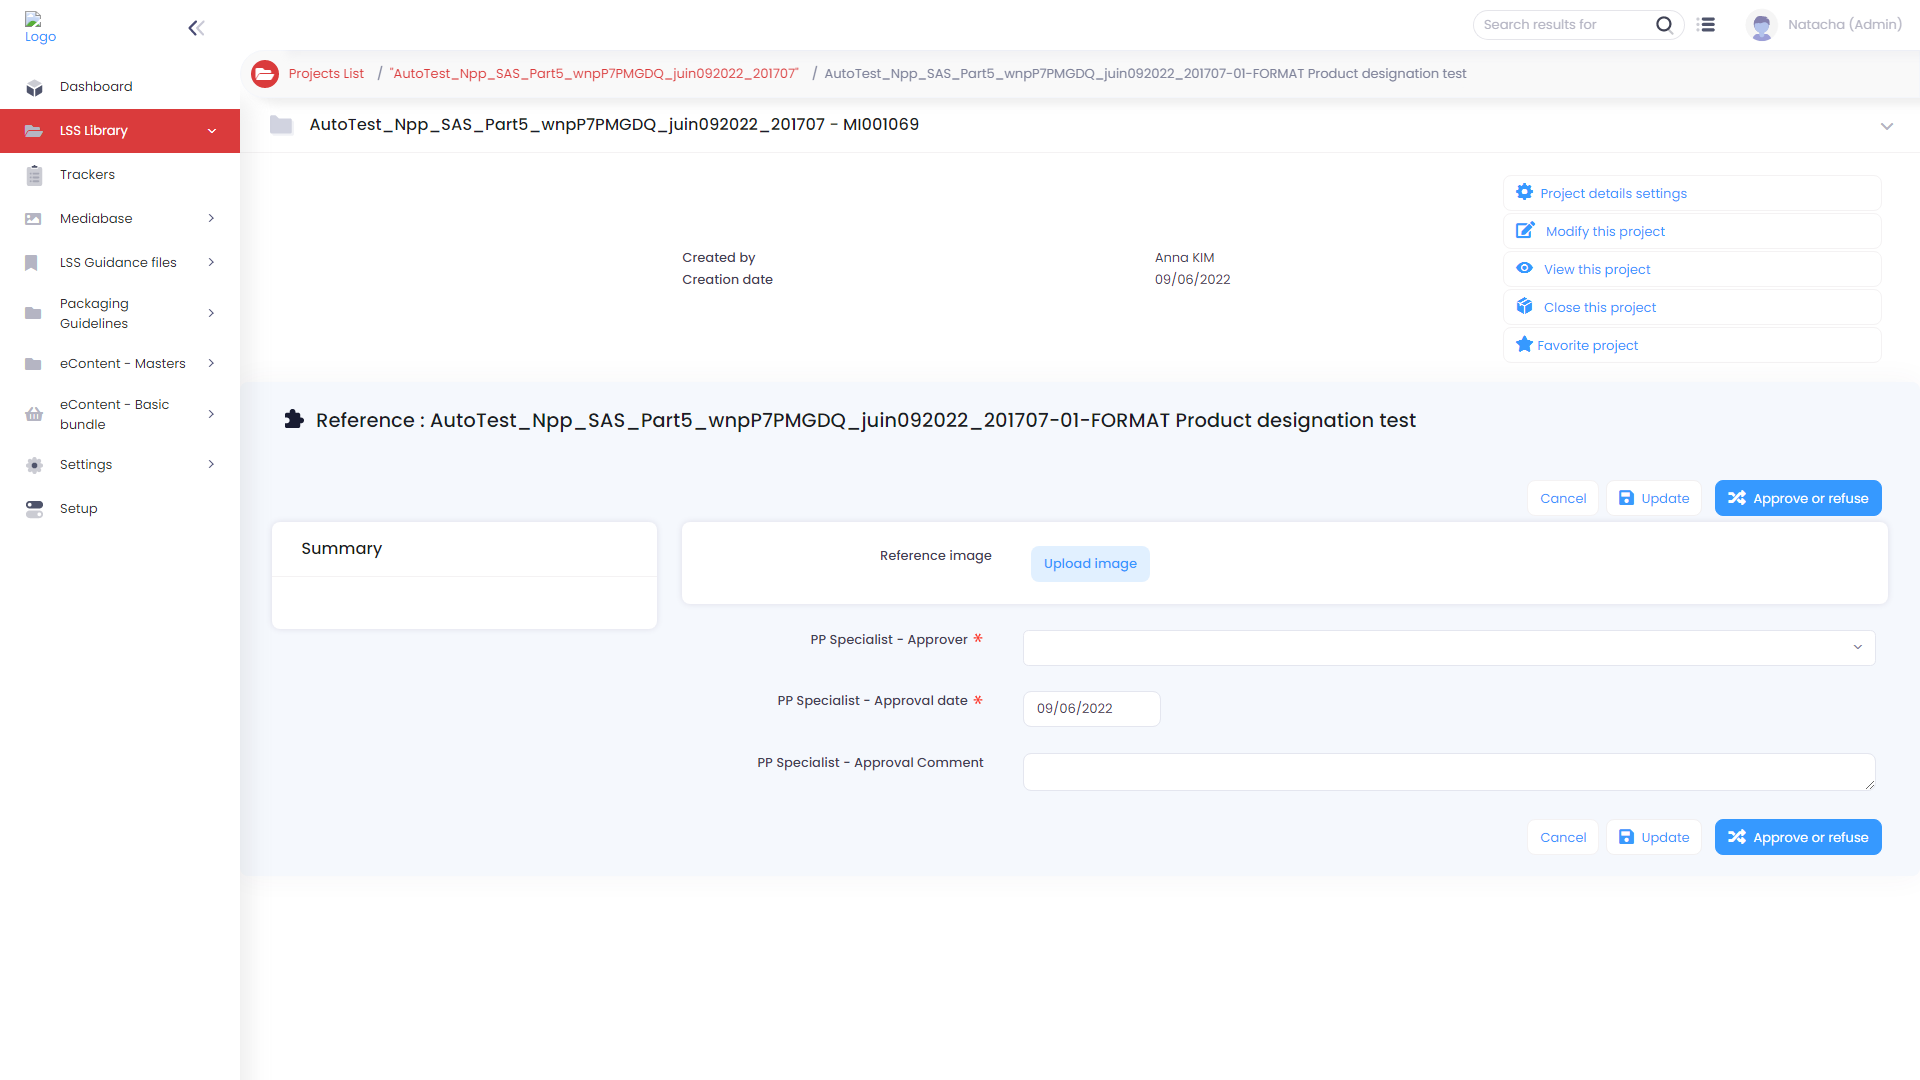 Logo
Search results for
Natacha (Admin)
Dashboard
LSS Library
Trackers
Mediabase
LSS Guidance files
Packaging
Guidelines
eContent - Masters
eContent - Basic
bundle
Settings
Setup
Projects List / "AutoTest_Npp_SAS_Part5_wnpP7PMGDQ_juin092022_201707" / AutoTest_Npp_SAS_Part5_wnpP7PMGDQ_juin092022_201707-01-FORMAT Product designation test
AutoTest_Npp_SAS_Part5_wnpP7PMGDQ_juin092022_201707 - MI001069
Created by Anna KIM
Creation date 09/06/2022
Project details settings
Modify this project
View this project
Close this project
Favorite project
Reference : AutoTest_Npp_SAS_Part5_wnpP7PMGDQ_juin092022_201707-01-FORMAT Product designation test
Cancel Update Approve or refuse
Summary
Reference image Upload image
PP Specialist - Approver *
PP Specialist - Approval date * 09/06/2022
PP Specialist - Approval Comment
Cancel Update Approve or refuse